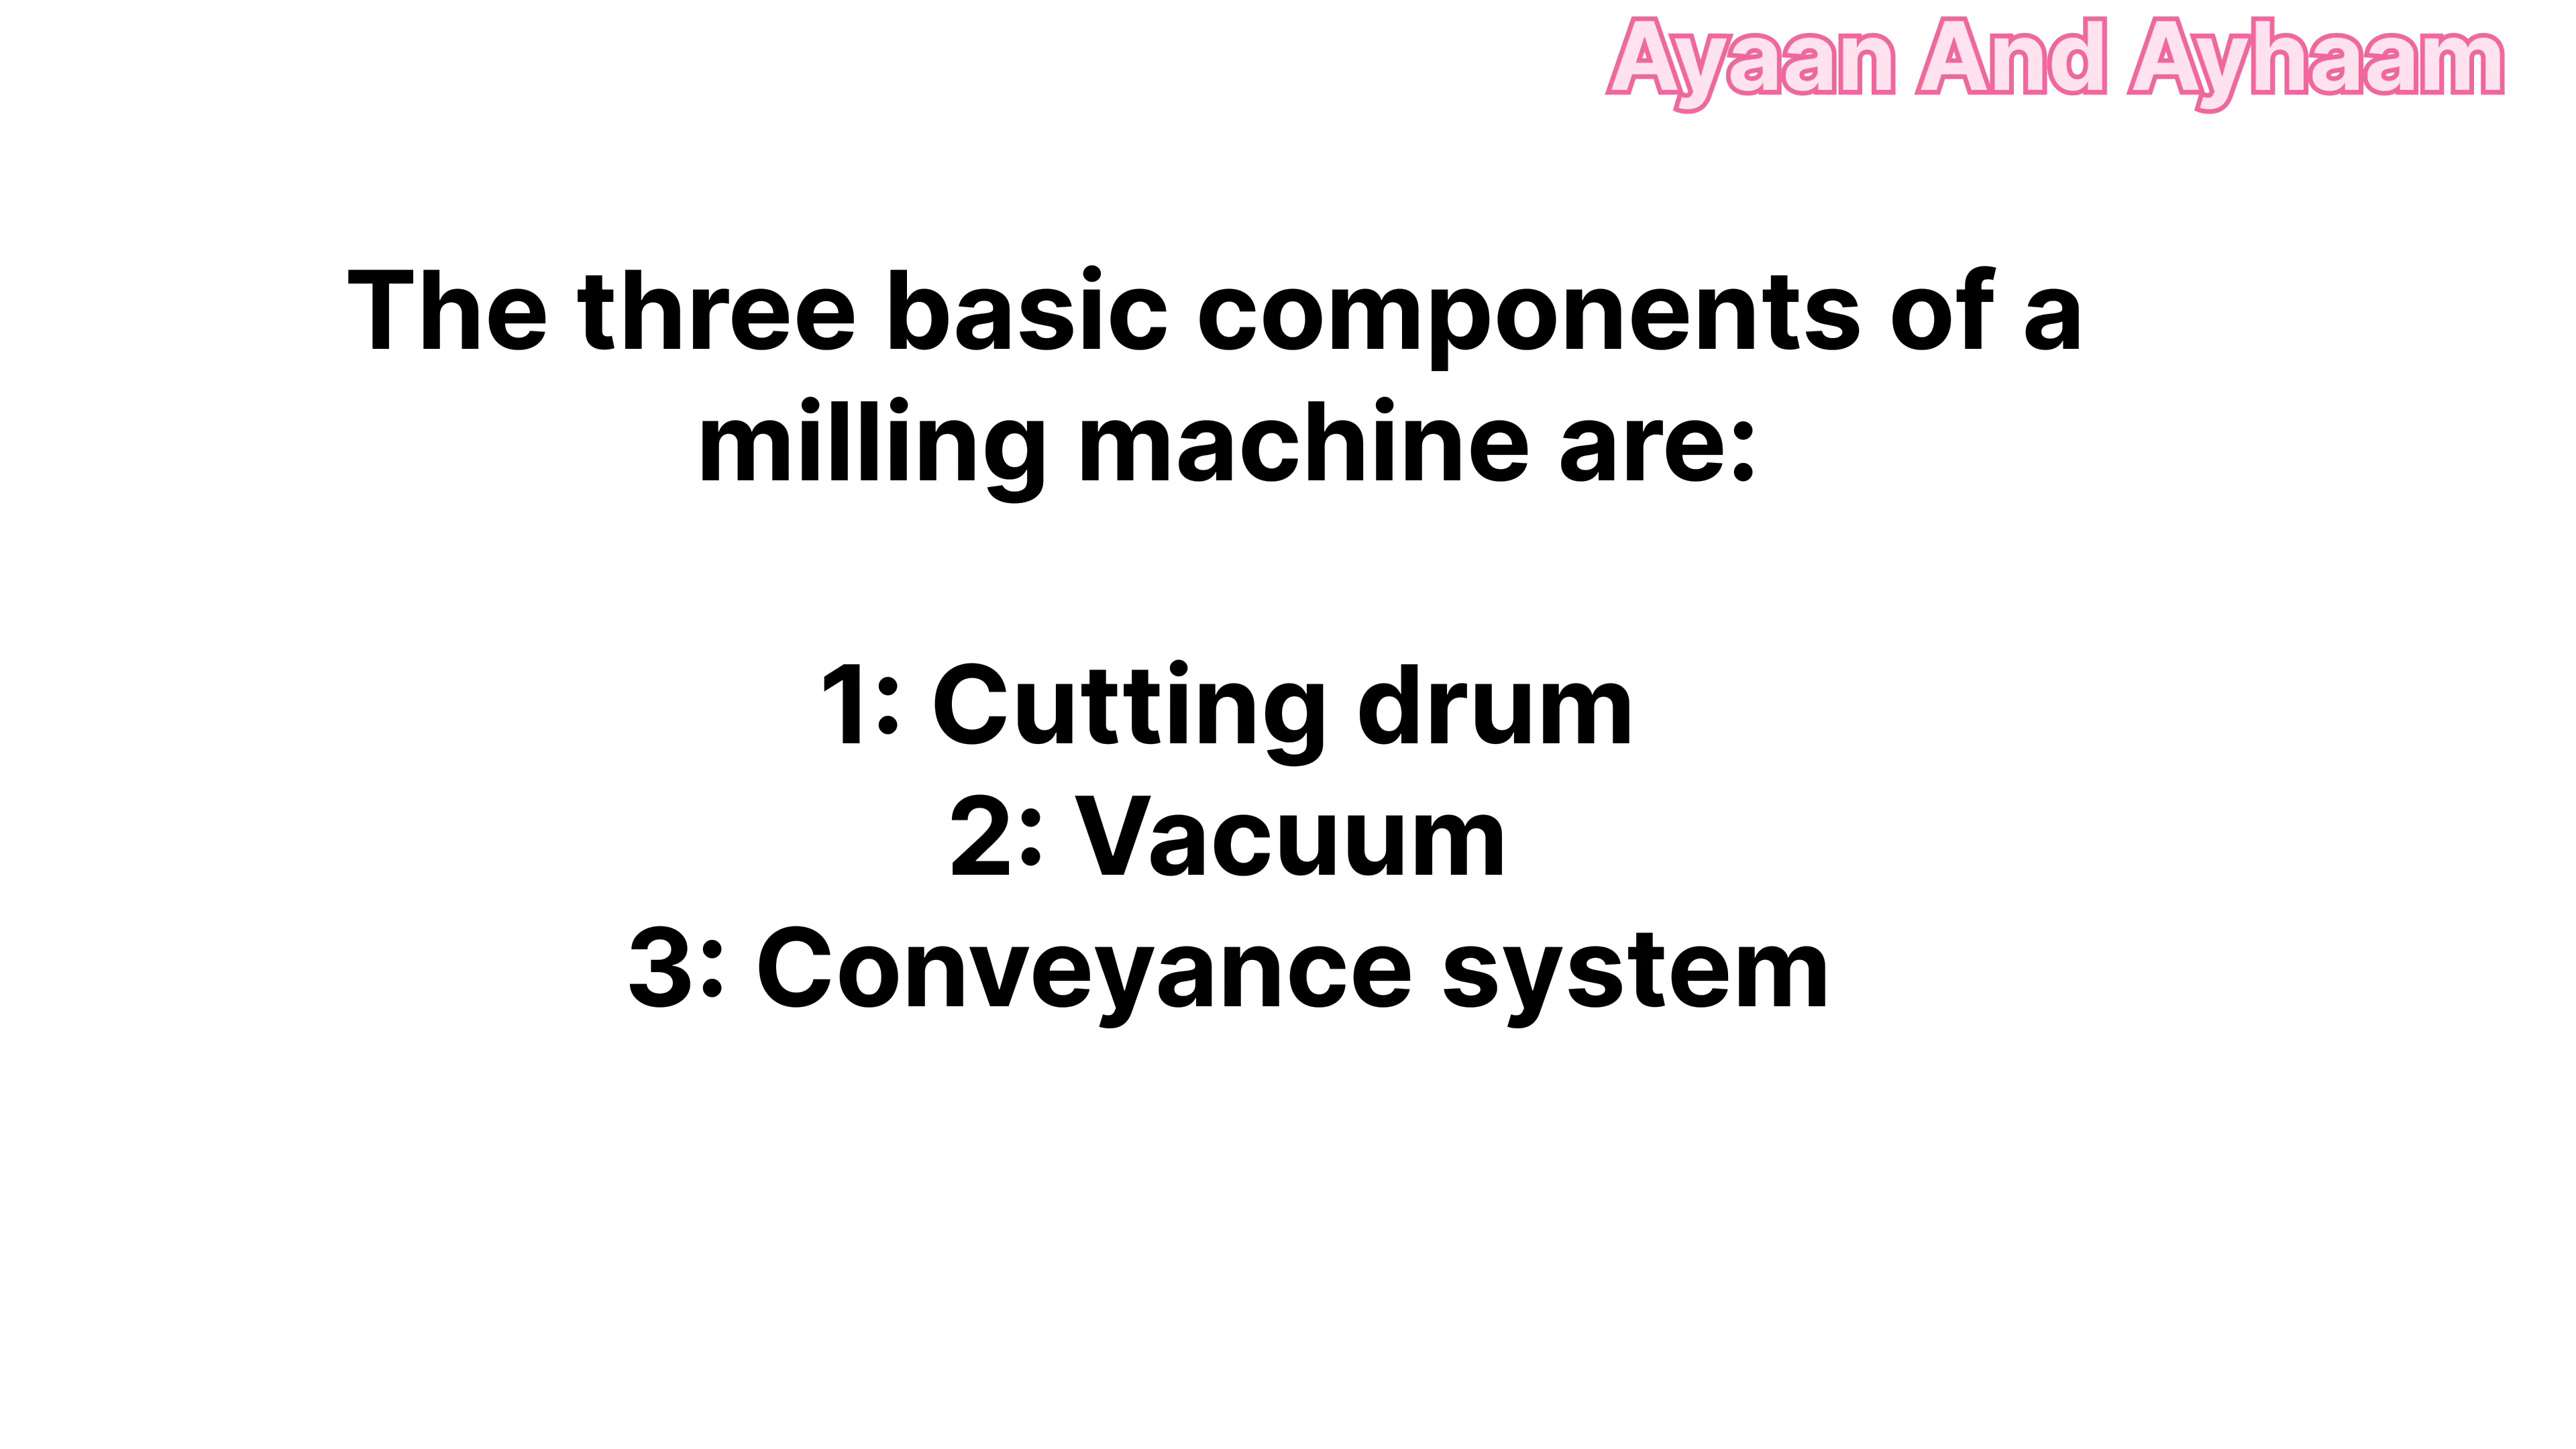 Ayaan And Ayhaam
The three basic components of a
milling machine are:
1: Cutting drum
2: Vacuum
3: Conveyance system